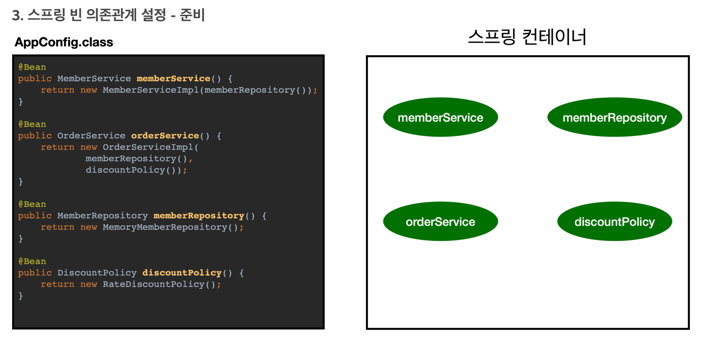 3. 스프링 빈 의존관계 설정 - 준비
AppConfig.class
@Bean
public MemberService memberService() {
    return new MemberServiceImpl(memberRepository());
}
@Bean
public OrderService orderService() {
    return new OrderServiceImpl(
            memberRepository(),
            discountPolicy());
}
@Bean
public MemberRepository memberRepository() {
    return new MemoryMemberRepository();
}
@Bean
public DiscountPolicy discountPolicy() {
    return new RateDiscountPolicy();
}
스프링 컨테이너
memberService
memberRepository
orderService
discountPolicy